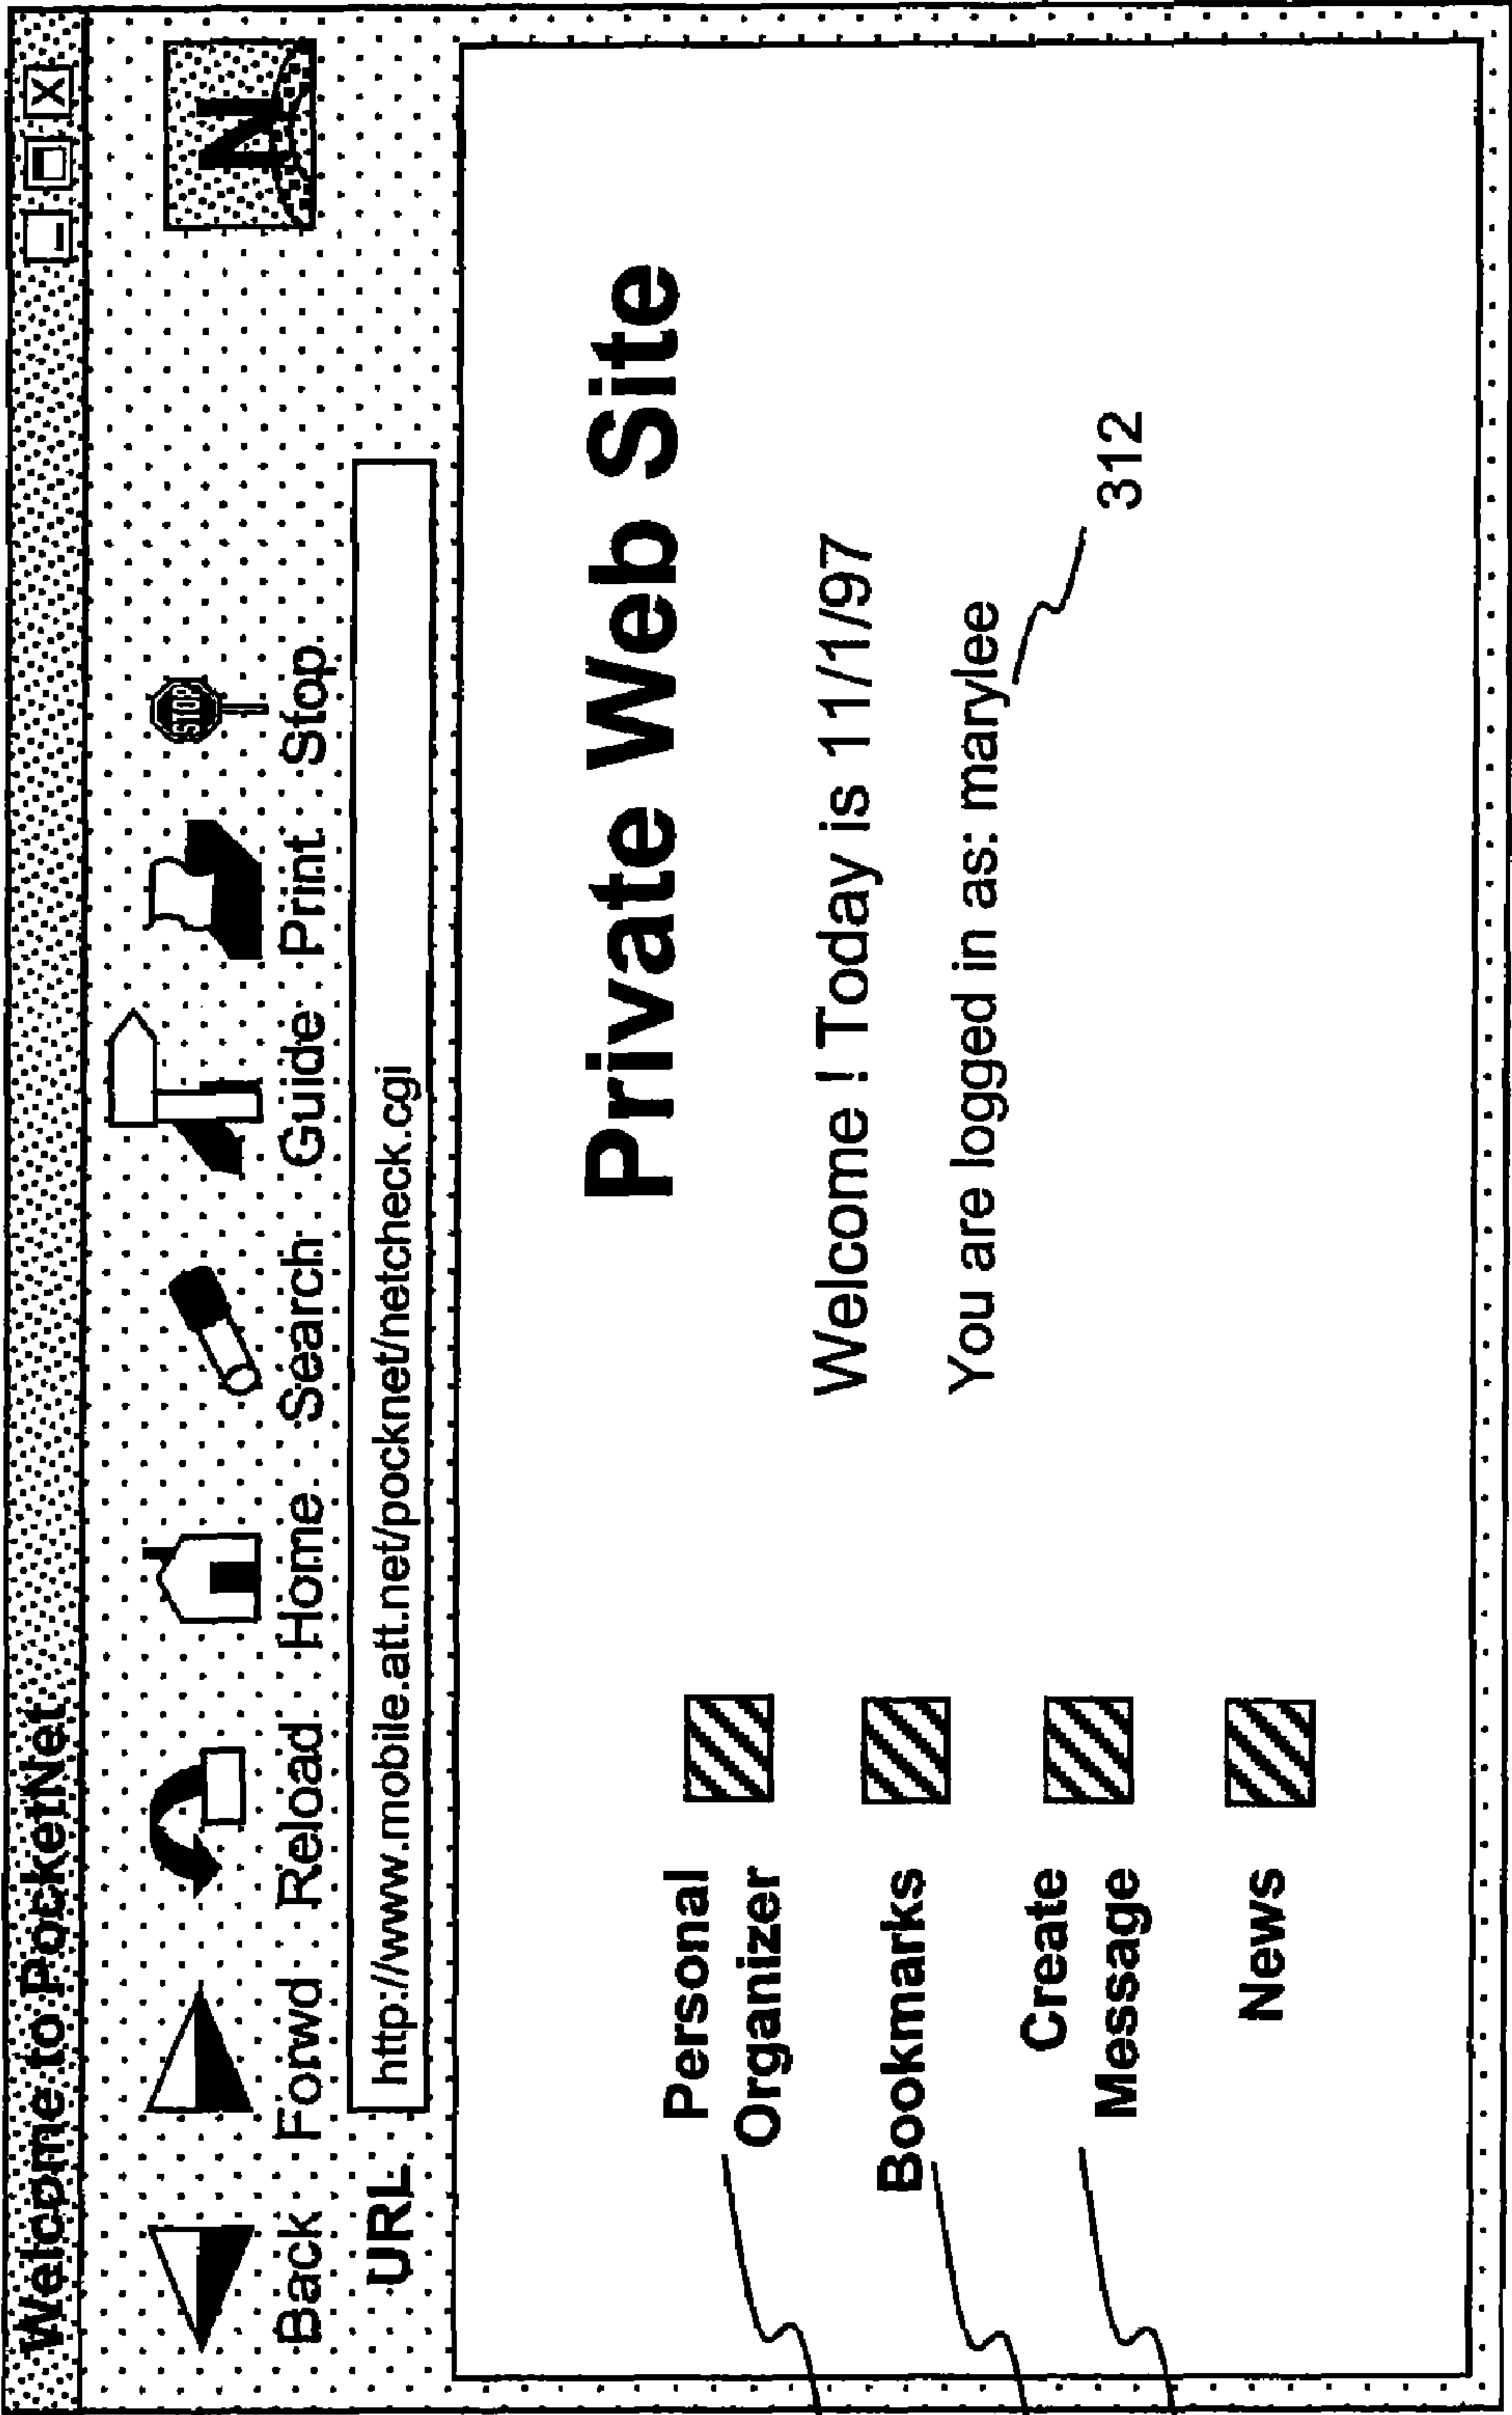 Welcome to PocketNet
X
N
STOP
Back Forwd Reload Home Search Guide Print Stop
URL http://www.mobile.att.net/pocknet/netcheck.cgi
Private Web Site
Welcome ! Today is 11/1/97
You are logged in as: marylee
312
Personal
Organizer
Bookmarks
Create
Message
News